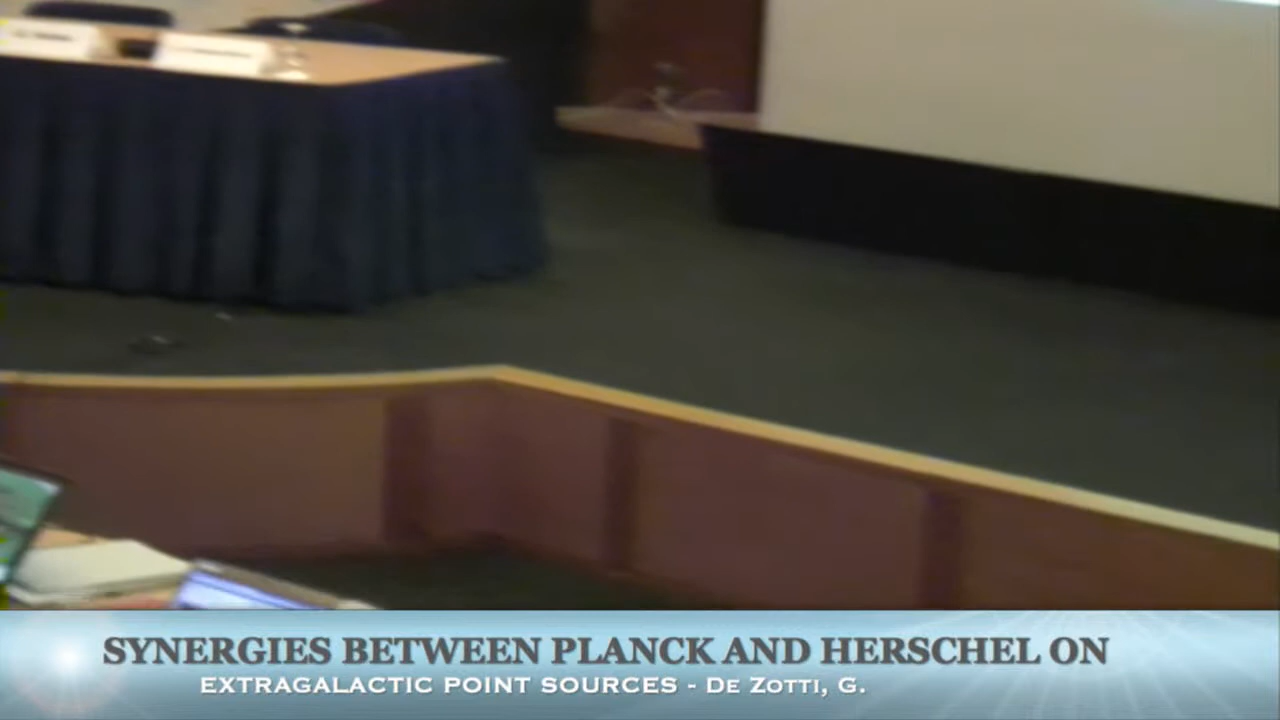 SYNERGIES BETWEEN PLANCK AND HERSCHEL ON
EXTRAGALACTIC POINT SOURCES - DE ZOTTI, G.